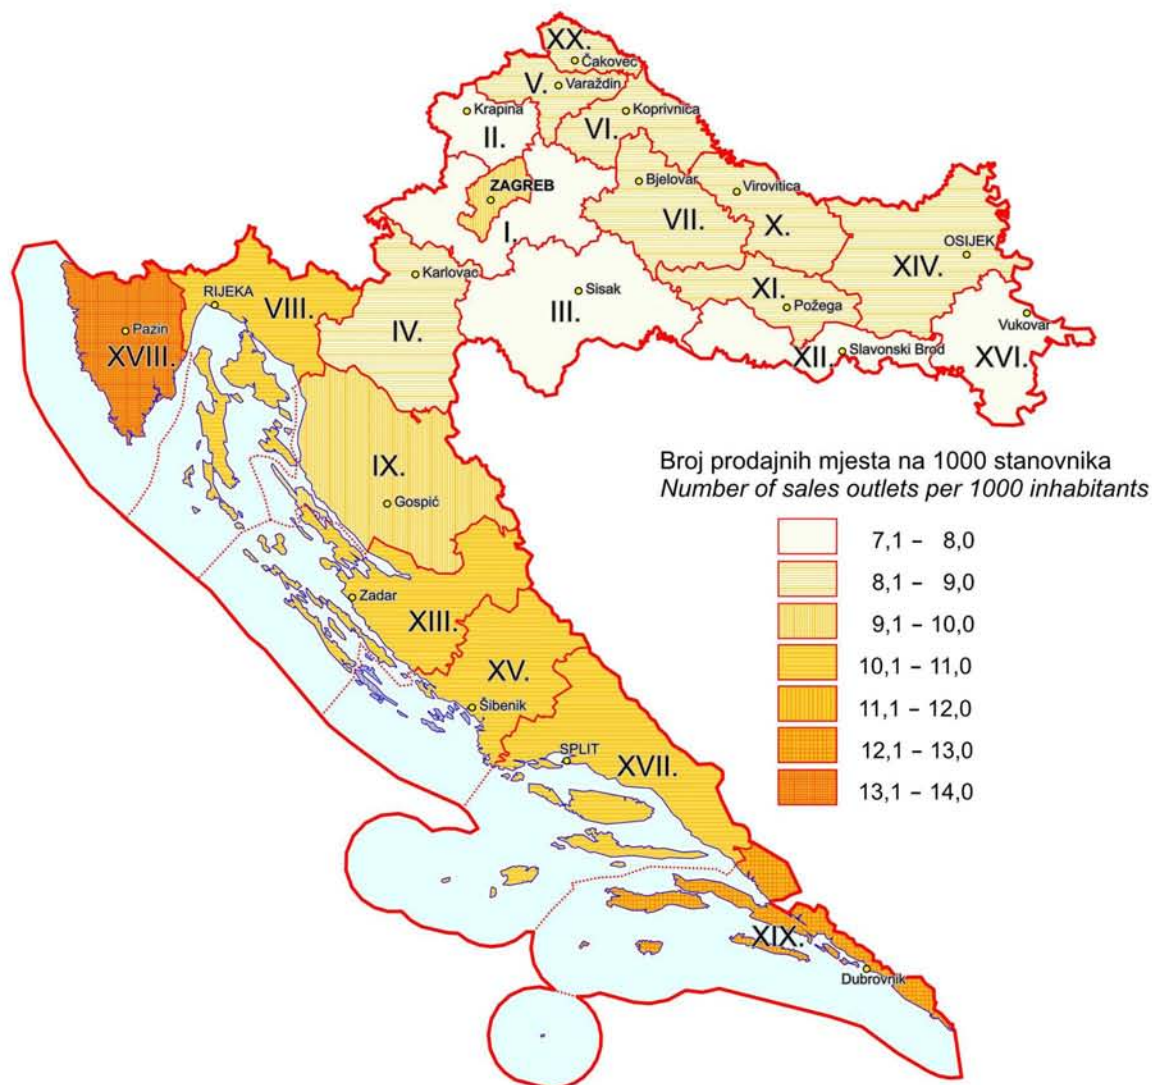 XX.
Čakovec
V.
Varaždin
Krapina
Koprivnica
II.
VI.
ZAGREB
Bjelovar
Virovitica
I.
VII.
X.
OSIJEK
Karlovac
XIV.
RIJEKA
VIII.
Sisak
XI.
Požega
III.
Vukovar
Pazin
IV.
XVIII.
XII.
Slavonski Brod
XVI.
IX.
Gospić
Broj prodajnih mjesta na 1000 stanovnika
Number of sales outlets per 1000 inhabitants
7,1 – 8,0
8,1 – 9,0
9,1 – 10,0
10,1 – 11,0
11,1 – 12,0
12,1 – 13,0
13,1 – 14,0
Zadar
XIII.
XV.
Šibenik
SPLIT
XVII.
XIX.
Dubrovnik